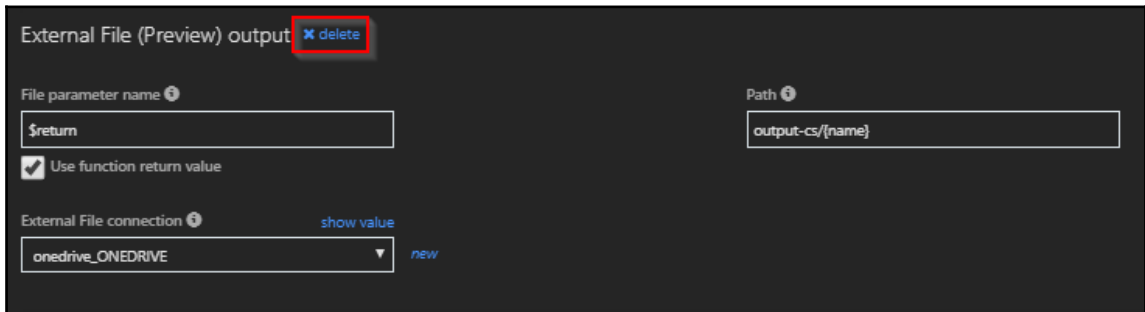 External File (Preview) output ✖ delete
File parameter name
Path
$return
output-cs/{name}
Use function return value
External File connection
show value
onedrive_ONEDRIVE
new